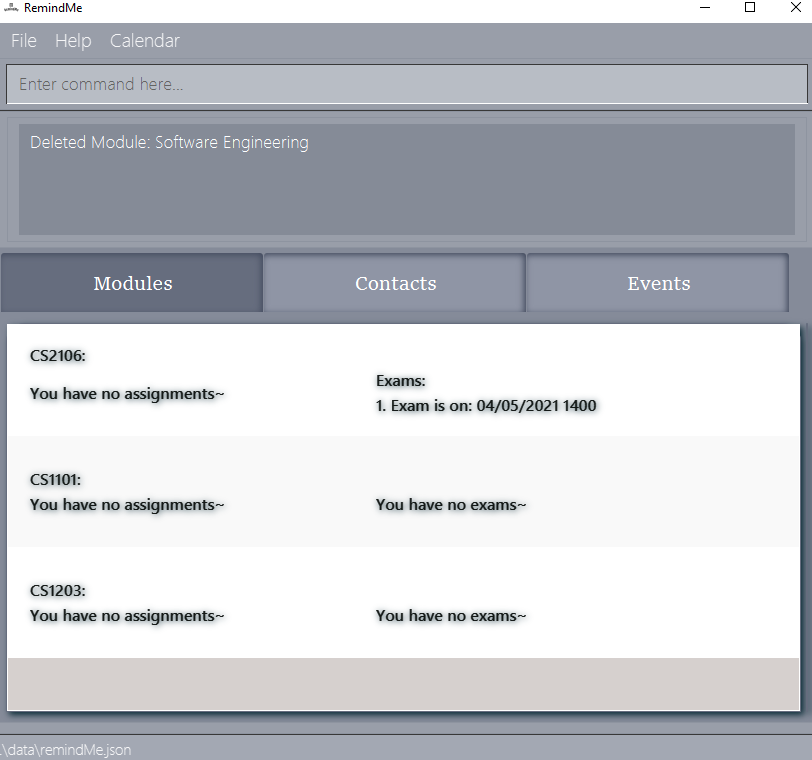 RemindMe
File Help Calendar
Enter command here...
Deleted Module: Software Engineering
Modules Contacts Events
CS2106:
You have no assignments~
Exams:
1. Exam is on: 04/05/2021 1400
CS1101:
You have no assignments~ You have no exams~
CS1203:
You have no assignments~ You have no exams~
.\data\remindMe.json